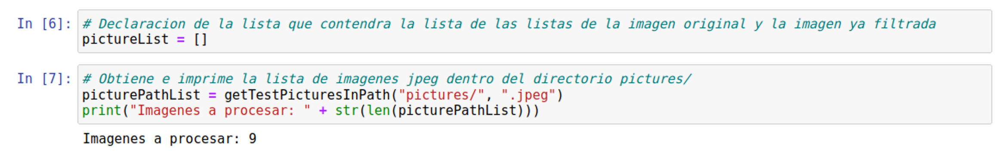 In [6]: # Declaracion de la lista que contendra la lista de las listas de la imagen original y la imagen ya filtrada
pictureList = []
In [7]: # Obtiene e imprime la lista de imagenes jpeg dentro del directorio pictures/
picturePathList = getTestPicturesInPath("pictures/", ".jpeg")
print("Imagenes a procesar: " + str(len(picturePathList)))
Imagenes a procesar: 9